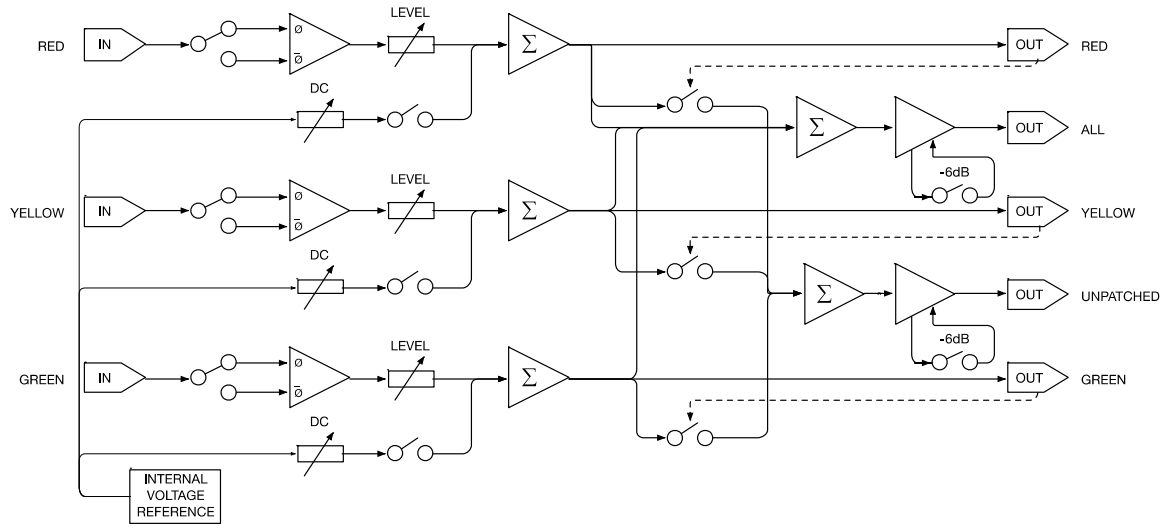 LEVEL
RED IN ø Σ OUT RED
ø̄
DC
Σ OUT ALL
-6dB
LEVEL
YELLOW IN ø Σ OUT YELLOW
ø̄
DC
Σ OUT UNPATCHED
-6dB
LEVEL
GREEN IN ø Σ OUT GREEN
ø̄
DC
INTERNAL
VOLTAGE
REFERENCE